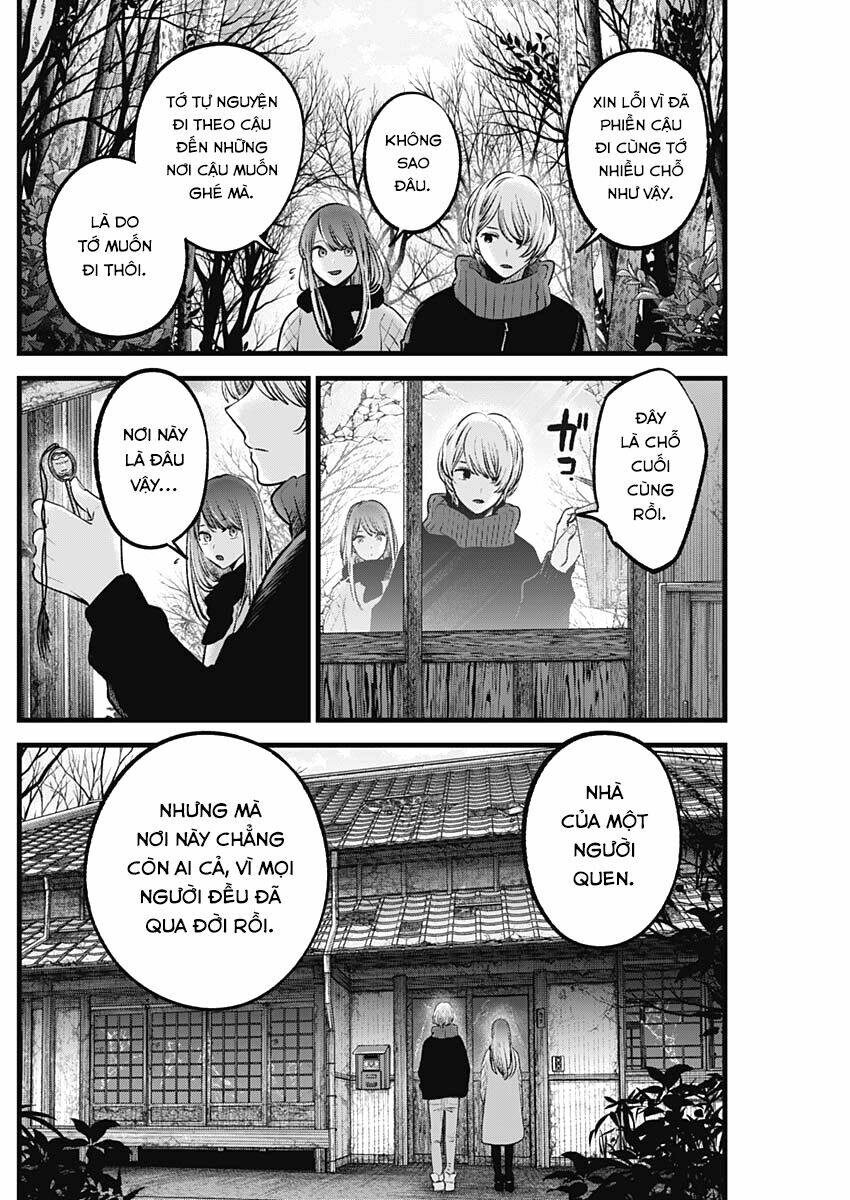 XIN LỖI VÌ ĐÃ
PHIỀN CẬU
ĐI CÙNG TỚ
NHIỀU CHỖ
NHƯ VẬY.
KHÔNG
SAO
ĐÂU.
TỚ TỰ NGUYỆN
ĐI THEO CẬU
ĐẾN NHỮNG
NƠI CẬU MUỐN
GHÉ MÀ.
LÀ DO
TỚ MUỐN
ĐI THÔI.
ĐÂY
LÀ CHỖ
CUỐI
CÙNG
RỒI.
ガコ
NƠI NÀY
LÀ ĐÂU
VẬY...
NHÀ
CỦA MỘT
NGƯỜI
QUEN.
NHƯNG MÀ
NƠI NÀY CHẲNG
CÒN AI CẢ, VÌ MỌI
NGƯỜI ĐỀU ĐÃ
QUA ĐỜI RỒI.